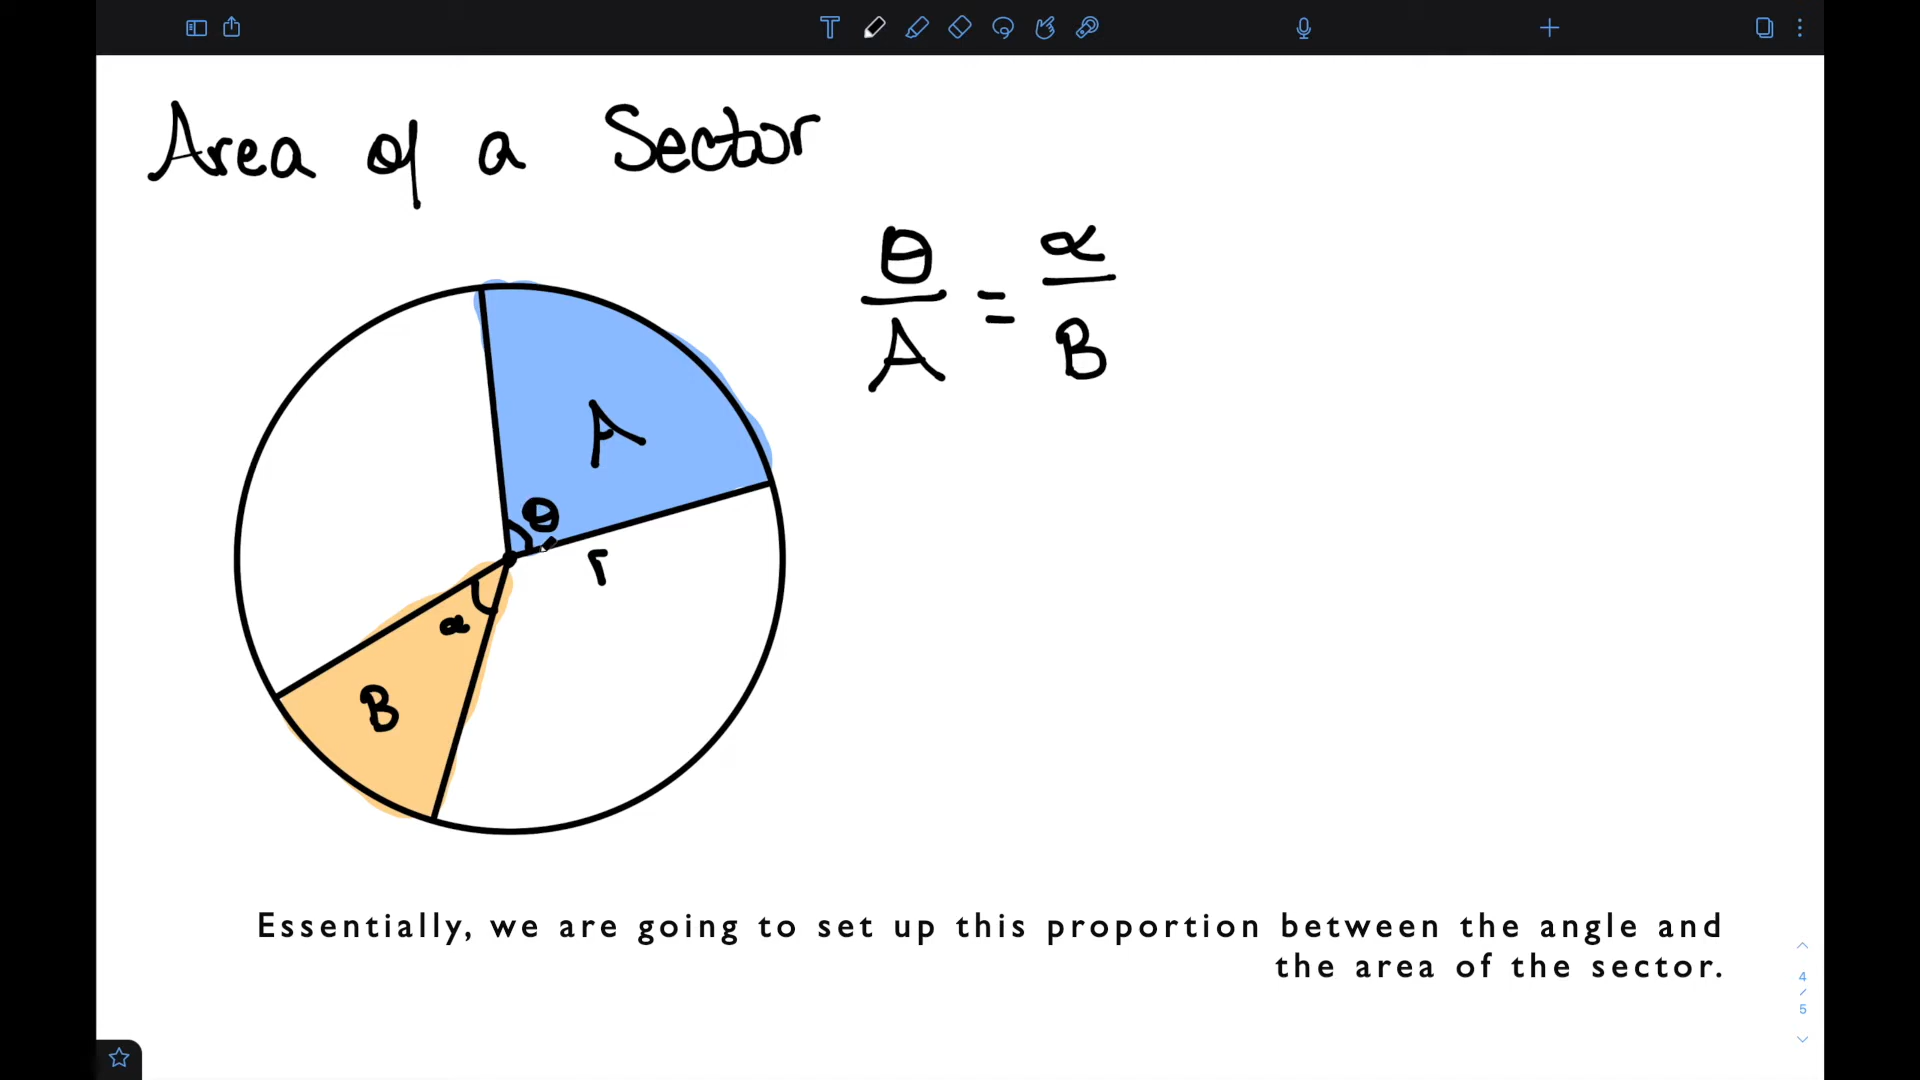 Area of a Sector
θ/A = α/B
A
θ
r
α
B
Essentially, we are going to set up this proportion between the angle and
the area of the sector.
4
/
5